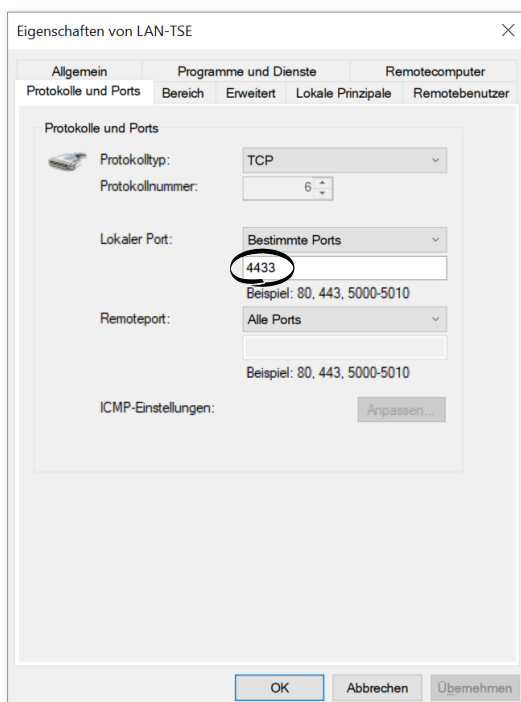 Eigenschaften von LAN-TSE
Allgemein Programme und Dienste Remotecomputer
Protokolle und Ports Bereich Erweitert Lokale Prinzipale Remotebenutzer
Protokolle und Ports
Protokolltyp: TCP
Protokollnummer: 6
Lokaler Port: Bestimmte Ports
4433
Beispiel: 80, 443, 5000-5010
Remoteport: Alle Ports
Beispiel: 80, 443, 5000-5010
ICMP-Einstellungen: Anpassen...
OK Abbrechen Übernehmen